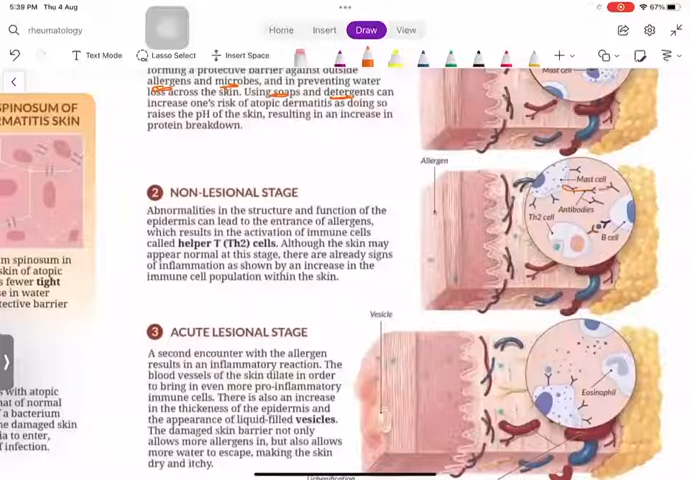 5:39 PM Thu 4 Aug
67%
rheumatology
Home Insert Draw View
Text Mode Lasso Select Insert Space
forming a protective barrier against outside
allergens and microbes, and in preventing water
loss across the skin. Using soaps and detergents can
increase one's risk of atopic dermatitis as doing so
raises the pH of the skin, resulting in an increase in
protein breakdown.
Mast cell
SPINOSUM OF
RMATITIS SKIN
m spinosum in
skin of atopic
s fewer tight
se in water
tective barrier
2 NON-LESIONAL STAGE
Abnormalities in the structure and function of the
epidermis can lead to the entrance of allergens,
which results in the activation of immune cells
called helper T (Th2) cells. Although the skin may
appear normal at this stage, there are already signs
of inflammation as shown by an increase in the
immune cell population within the skin.
Allergen
Mast cell
Antibodies
Th2 cell
B cell
3 ACUTE LESIONAL STAGE
A second encounter with the allergen
results in an inflammatory reaction. The
blood vessels of the skin dilate in order
to bring in even more pro-inflammatory
immune cells. There is also an increase
in the thickness of the epidermis and
the appearance of liquid-filled vesicles.
The damaged skin barrier not only
allows more allergens in, but also allows
more water to escape, making the skin
dry and itchy.
Vesicle
Eosinophil
s with atopic
hat of normal
f a bacterium
he damaged skin
ia to enter,
f infection.
Lichenification